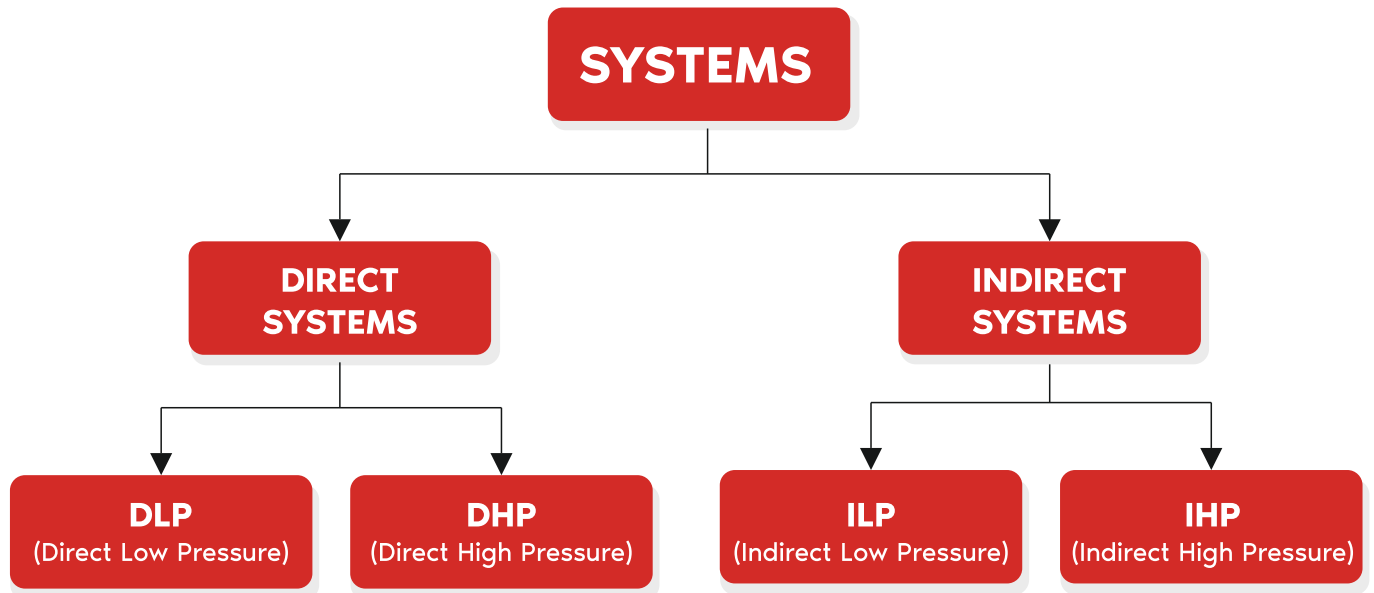 SYSTEMS
DIRECT
SYSTEMS
INDIRECT
SYSTEMS
DLP
(Direct Low Pressure)
DHP
(Direct High Pressure)
ILP
(Indirect Low Pressure)
IHP
(Indirect High Pressure)